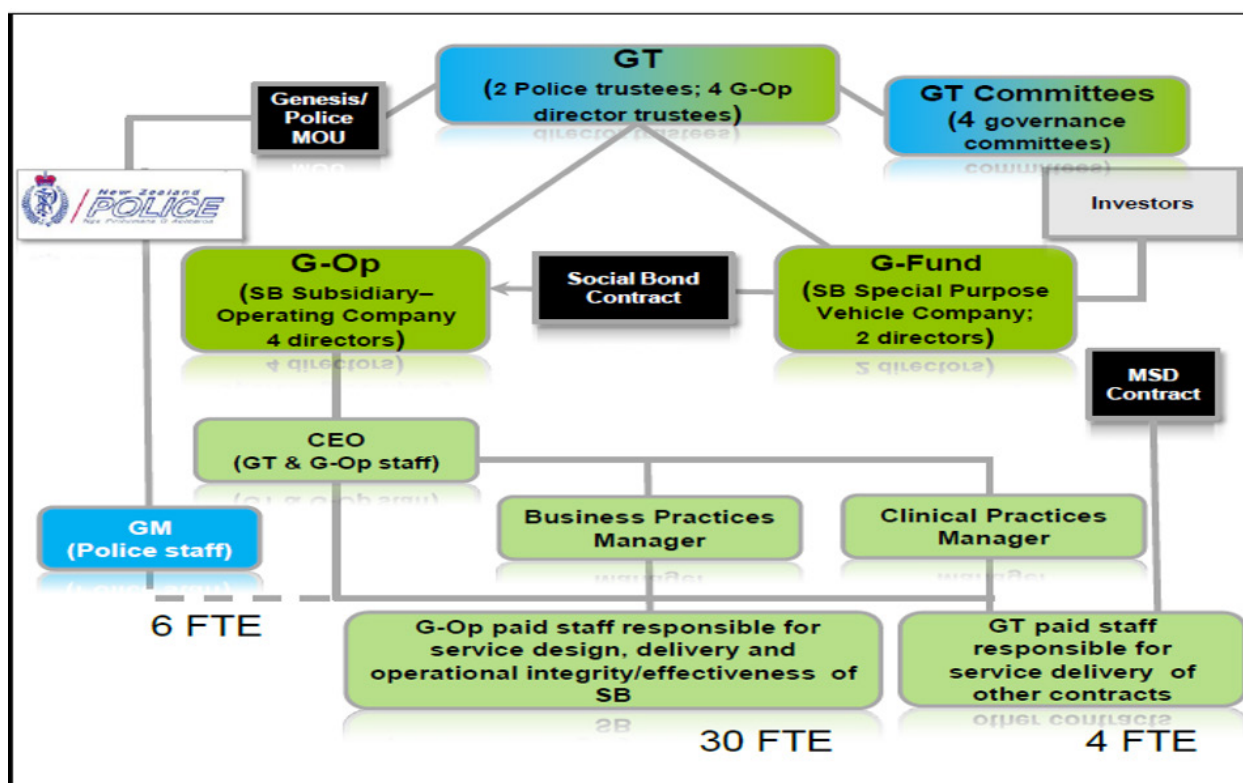 GT
(2 Police trustees; 4 G-Op
director trustees)
Genesis/
Police
MOU
GT Committees
(4 governance
committees)
New Zealand
POLICE
Investors
G-Op
(SB Subsidiary–
Operating Company
4 directors)
Social Bond
Contract
G-Fund
(SB Special Purpose
Vehicle Company;
2 directors)
MSD
Contract
CEO
(GT & G-Op staff)
GM
(Police staff)
Business Practices
Manager
Clinical Practices
Manager
6 FTE
G-Op paid staff responsible for
service design, delivery and
operational integrity/effectiveness of
SB
GT paid staff
responsible for
service delivery of
other contracts
30 FTE
4 FTE